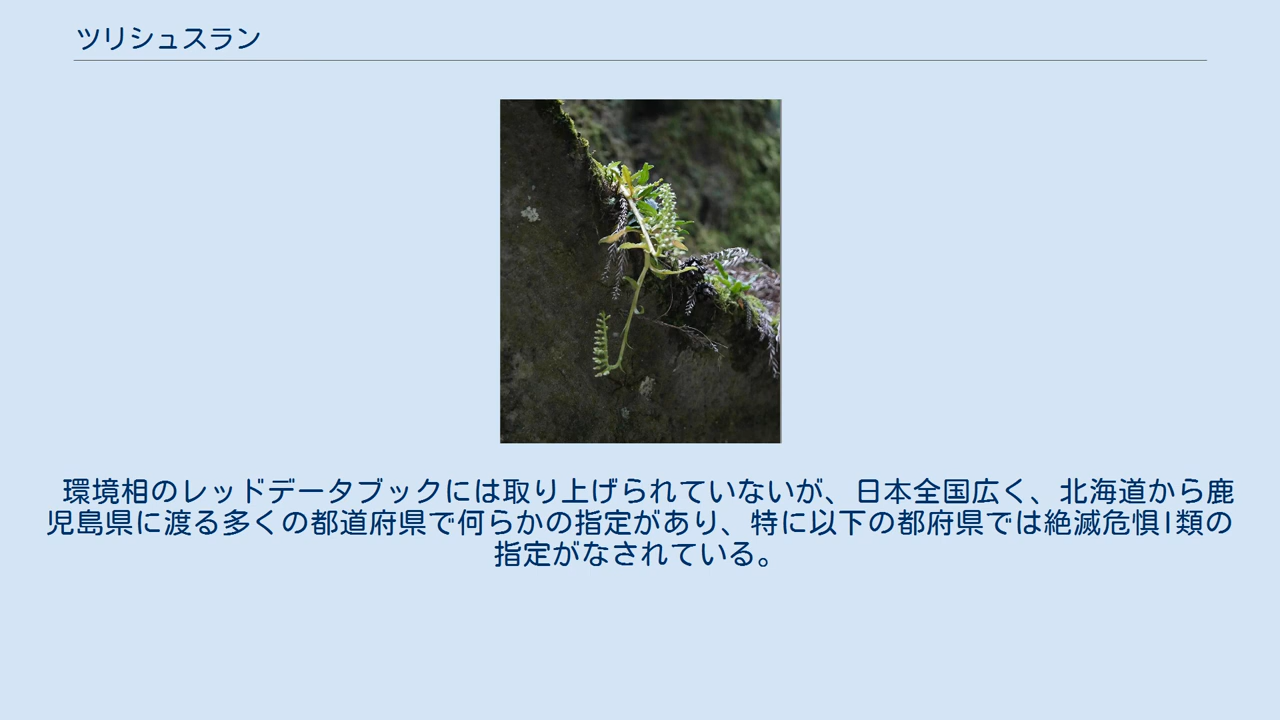 ツリシュスラン
環境相のレッドデータブックには取り上げられていないが、日本全国広く、北海道から鹿
児島県に渡る多くの都道府県で何らかの指定があり、特に以下の都府県では絶滅危惧I類の
指定がなされている。